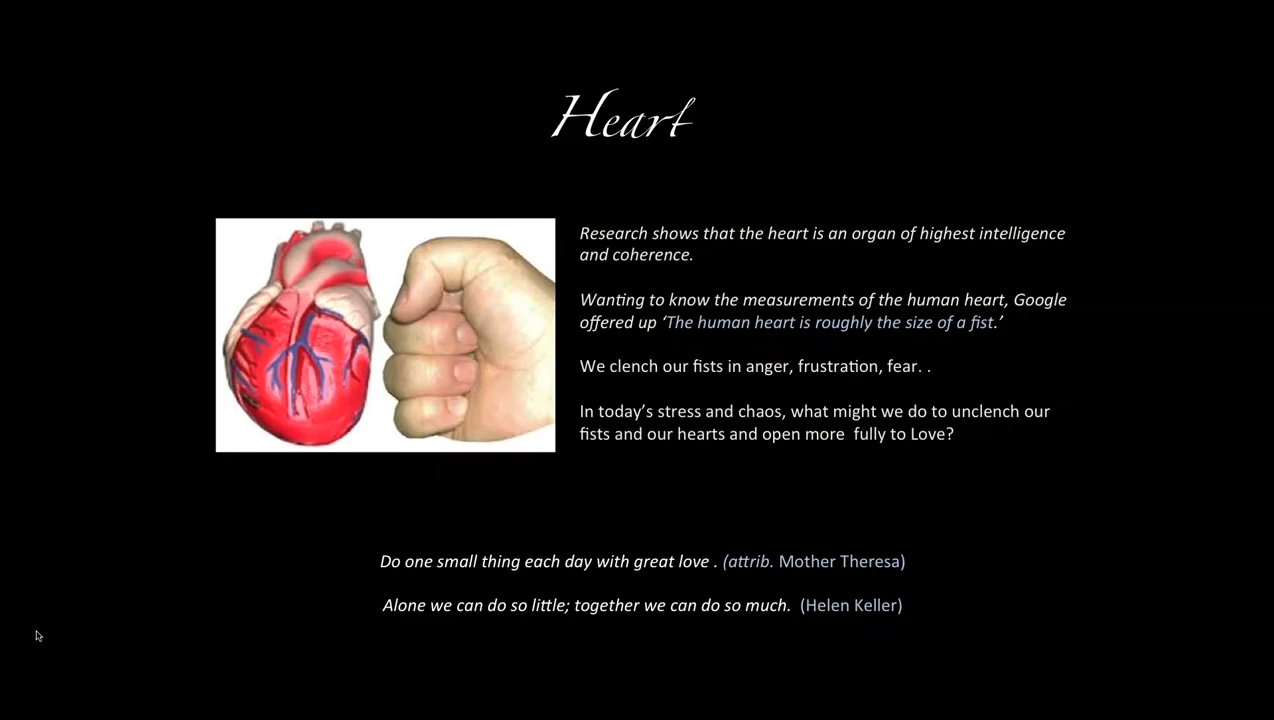 Heart
Research shows that the heart is an organ of highest intelligence
and coherence.
Wanting to know the measurements of the human heart, Google
offered up ‘The human heart is roughly the size of a fist.’
We clench our fists in anger, frustration, fear. .
In today’s stress and chaos, what might we do to unclench our
fists and our hearts and open more  fully to Love?
Do one small thing each day with great love . (attrib. Mother Theresa)
Alone we can do so little; together we can do so much.  (Helen Keller)